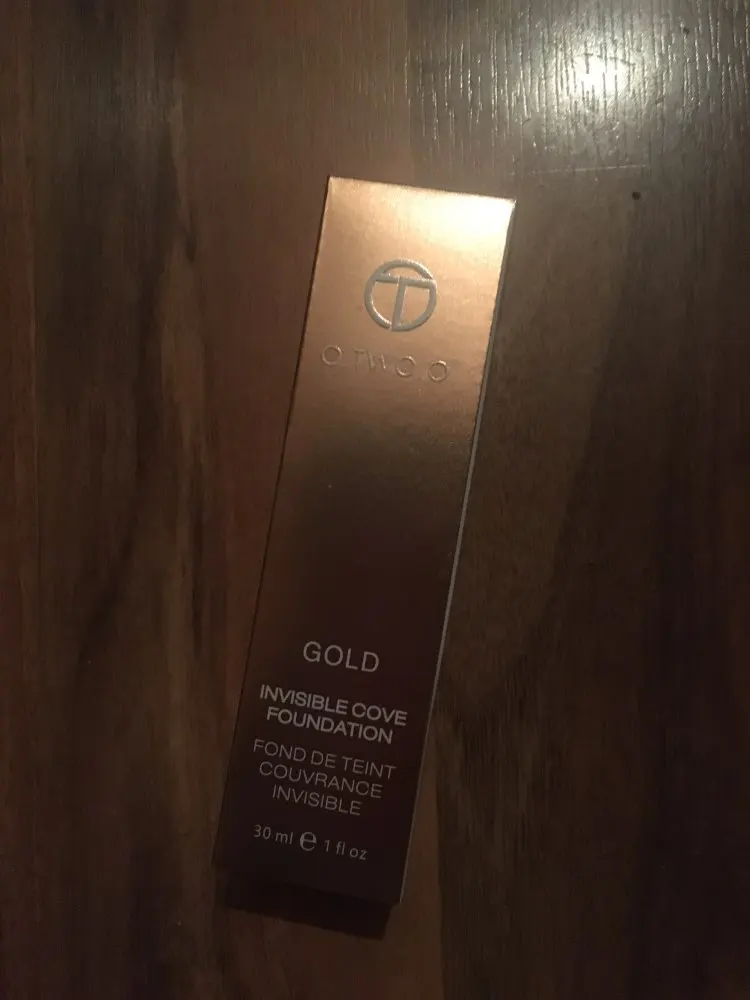 O.TWO.O
GOLD
INVISIBLE COVE
FOUNDATION
FOND DE TEINT
COUVRANCE
INVISIBLE
30 ml e 1 fl oz